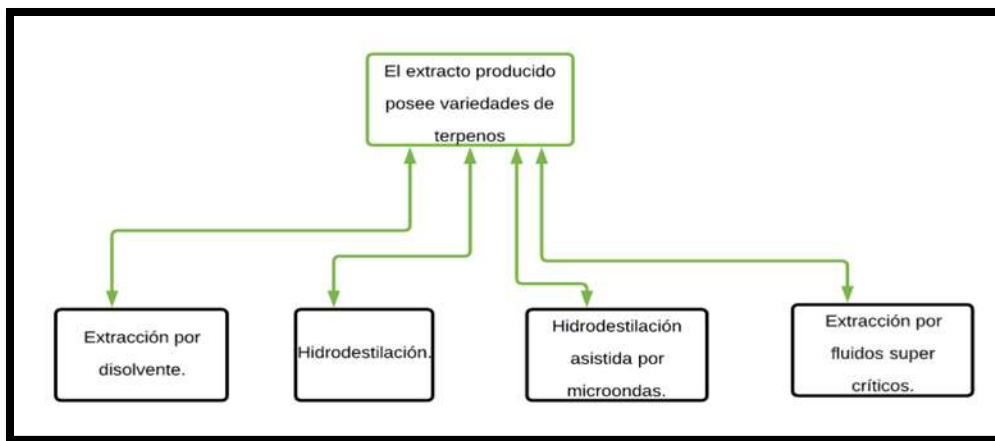 El extracto producido
posee variedades de
terpenos
Extracción por
disolvente.
Hidrodestilación.
Hidrodestilación
asistida por
microondas.
Extracción por
fluidos super
críticos.